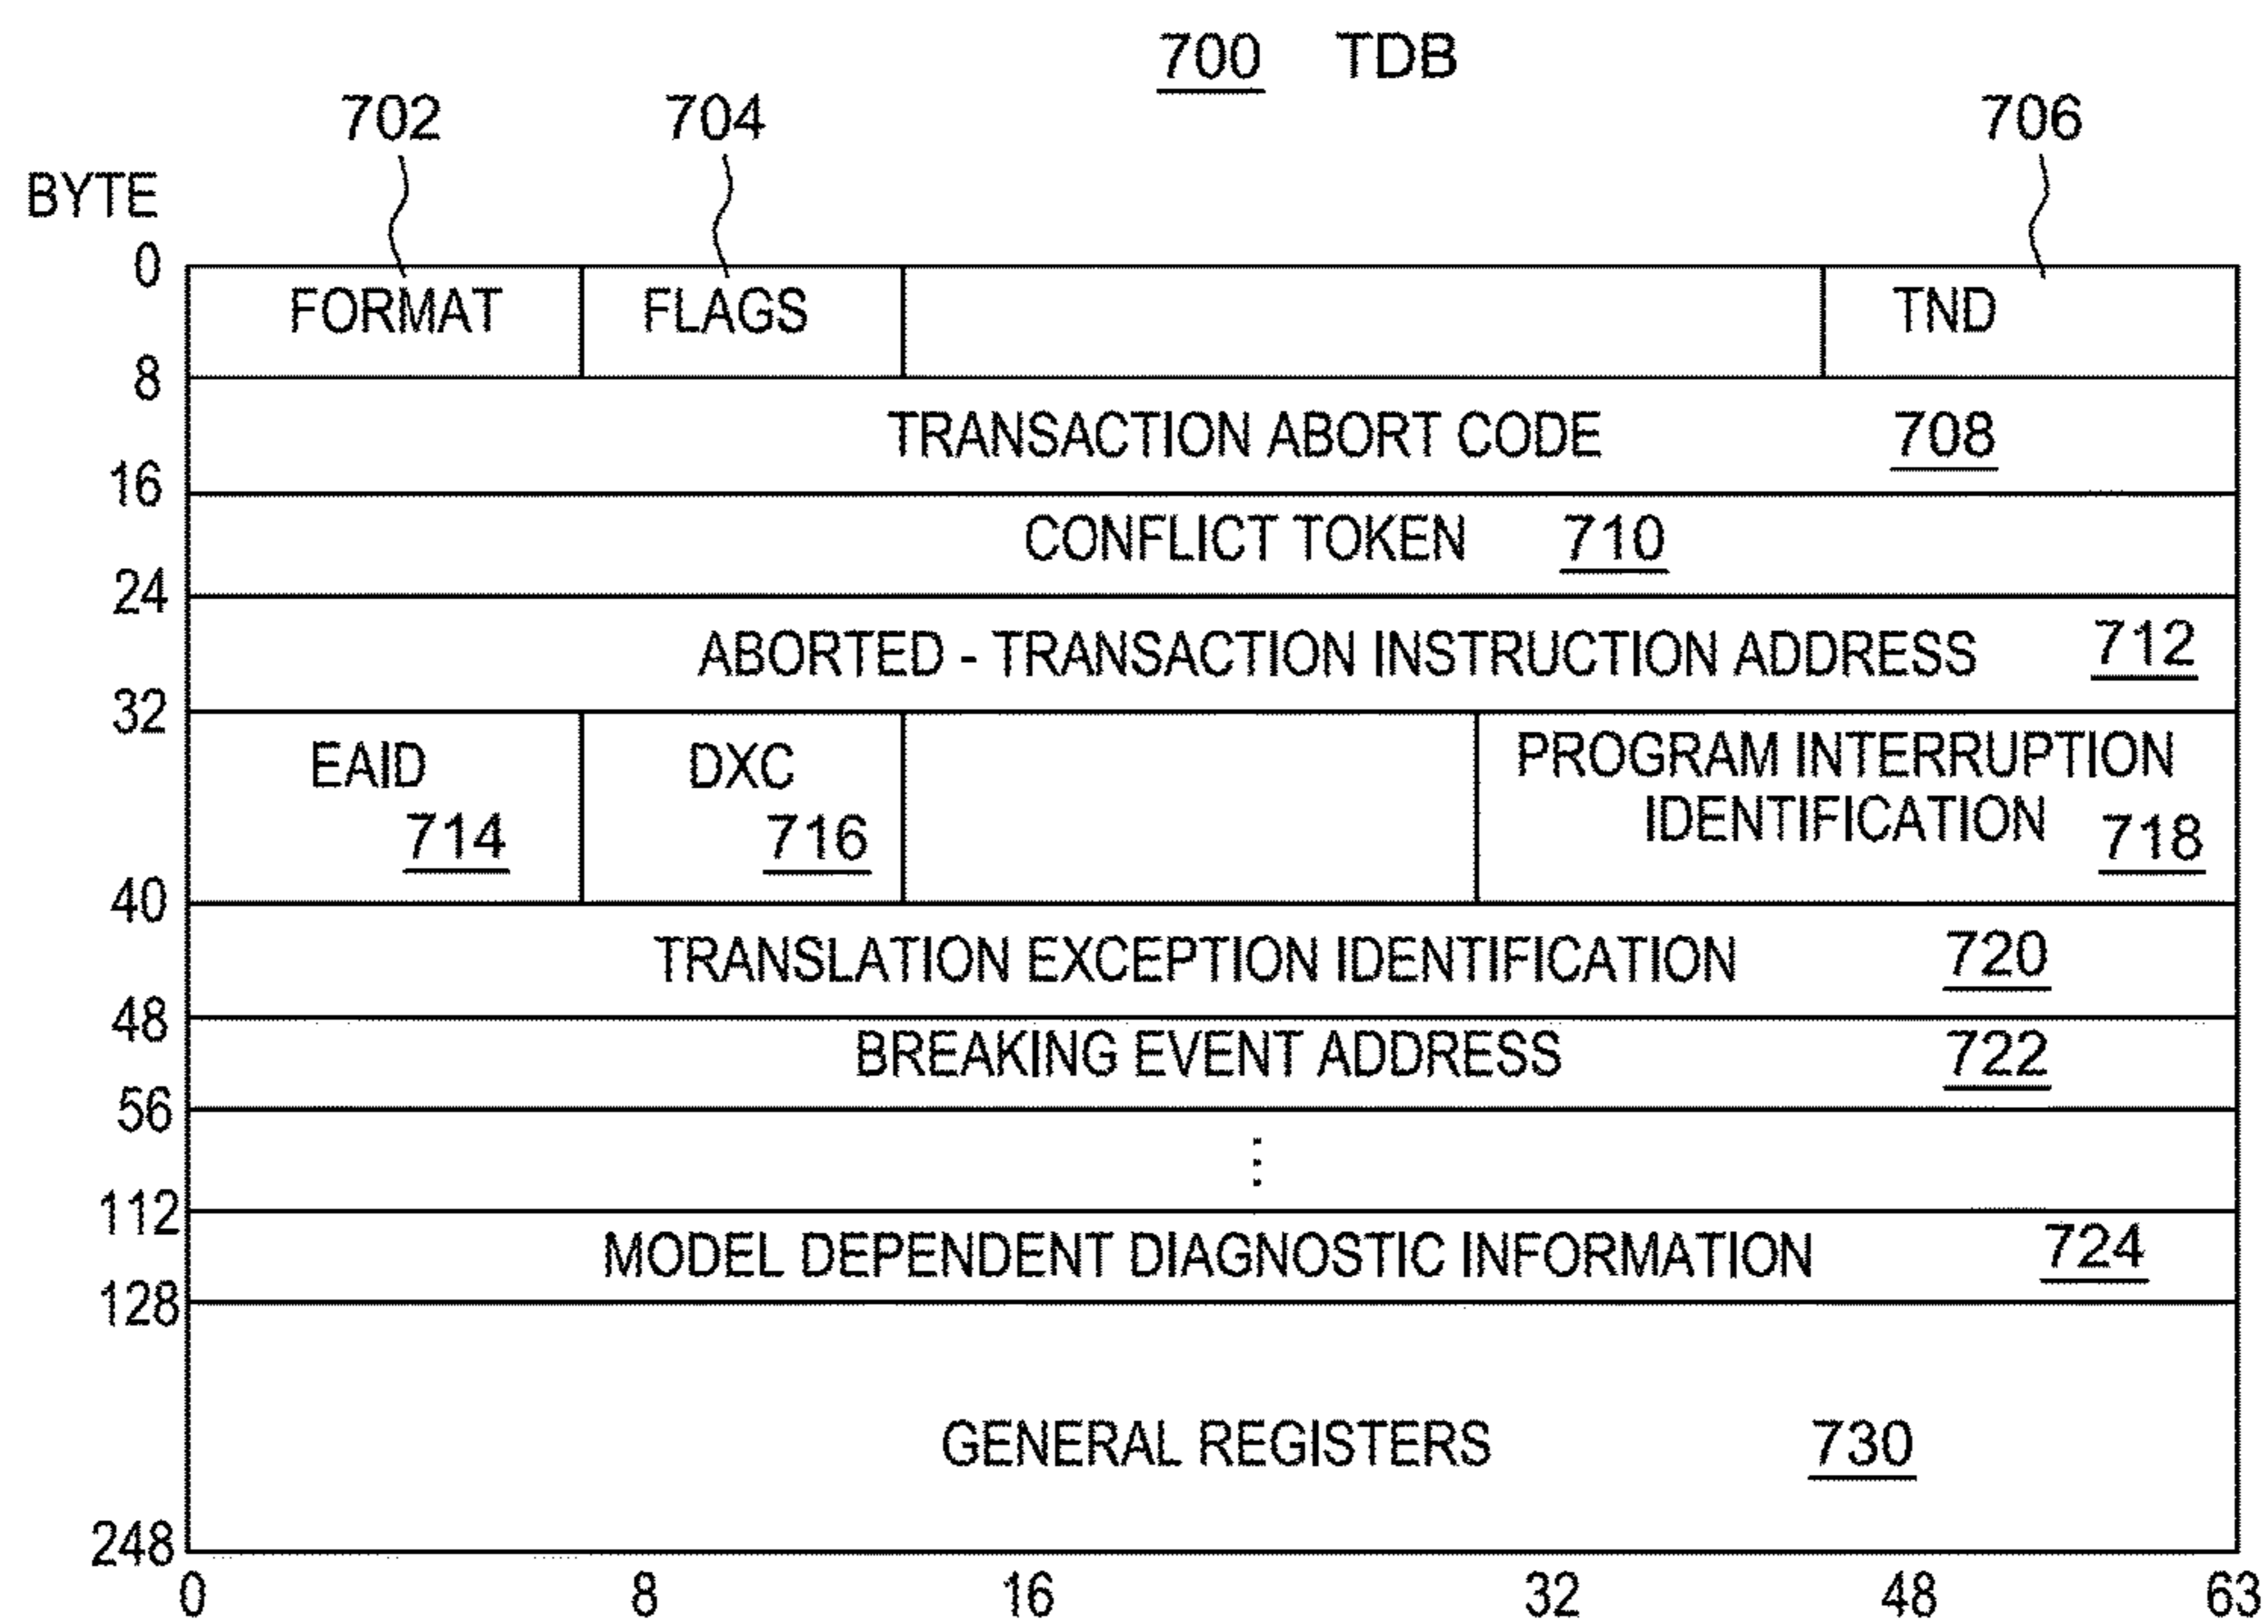 700 TDB
702 704 706
BYTE
0
FORMAT FLAGS TND
8
TRANSACTION ABORT CODE 708
16
CONFLICT TOKEN 710
24
ABORTED - TRANSACTION INSTRUCTION ADDRESS 712
32
EAID 714
DXC 716
PROGRAM INTERRUPTION
IDENTIFICATION 718
40
TRANSLATION EXCEPTION IDENTIFICATION 720
48
BREAKING EVENT ADDRESS 722
56
⋮
112
MODEL DEPENDENT DIAGNOSTIC INFORMATION 724
128
GENERAL REGISTERS 730
248
0 8 16 32 48 63